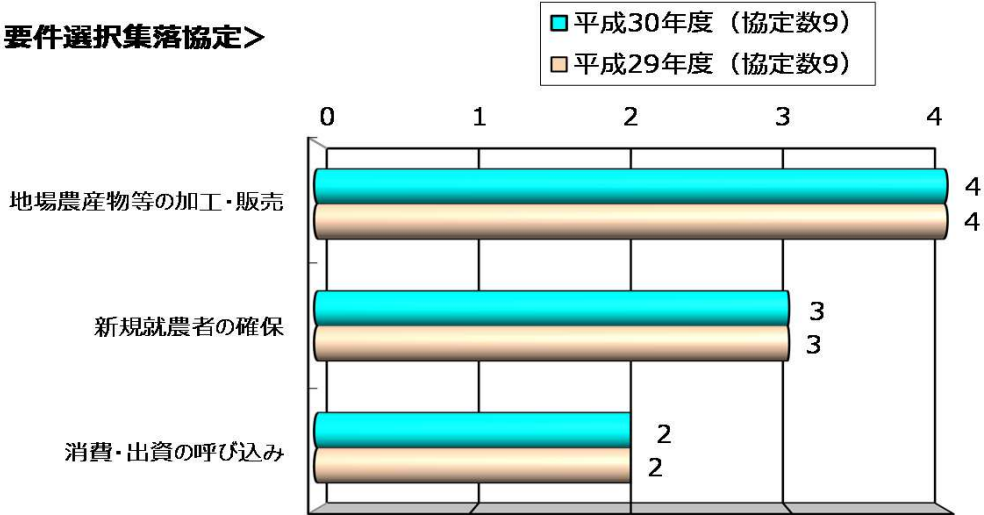 要件選択集落協定>
平成30年度（協定数9）
平成29年度（協定数9）
0 1 2 3 4
地場農産物等の加工・販売 4
4
新規就農者の確保 3
3
消費・出資の呼び込み 2
2